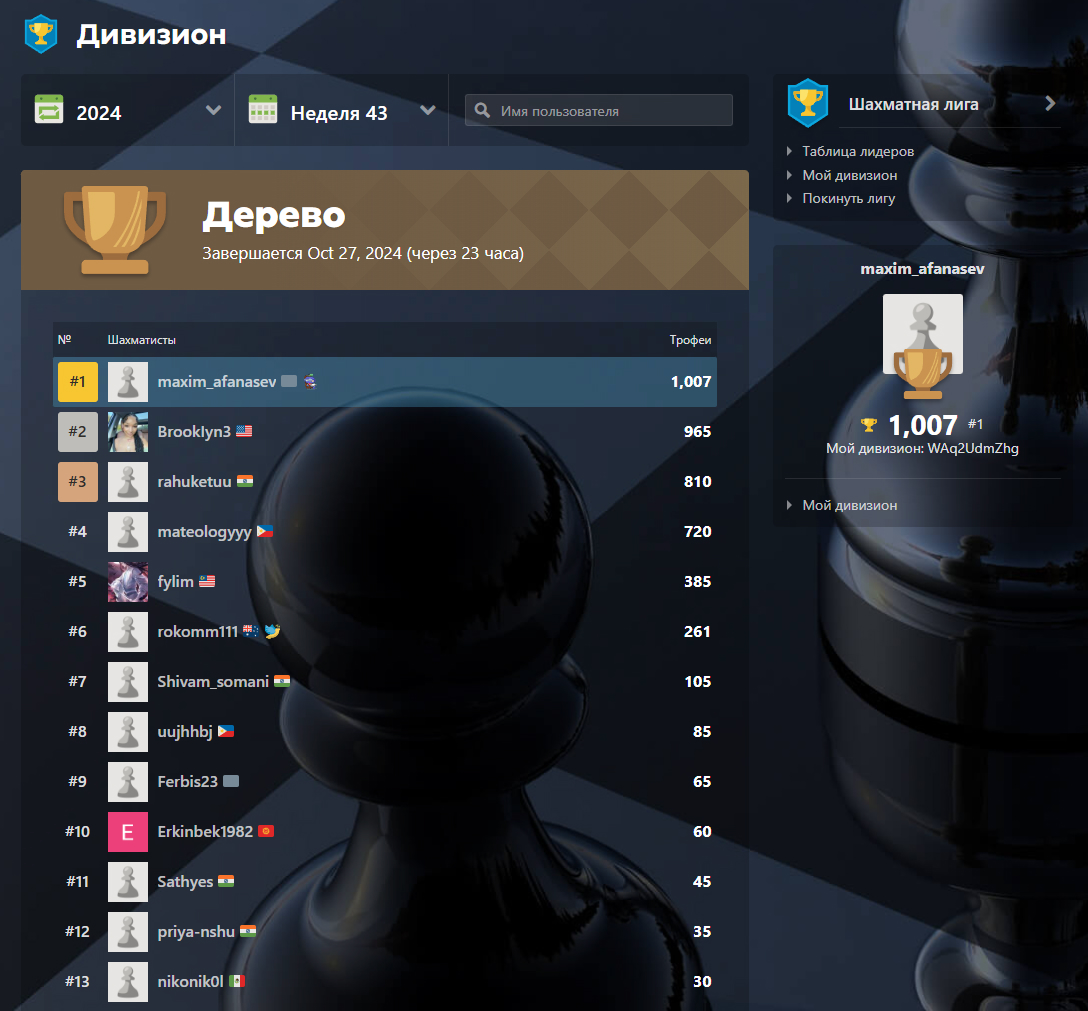 Дивизион
2024
Неделя 43
Имя пользователя
Дерево
Завершается Oct 27, 2024 (через 23 часа)
№ Шахматисты Трофеи
#1 maxim_afanasev 1,007
#2 Brooklyn3 965
#3 rahuketuu 810
#4 mateologyyy 720
#5 fylim 385
#6 rokomm111 261
#7 Shivam_somani 105
#8 uujhhbj 85
#9 Ferbis23 65
#10 E Erkinbek1982 60
#11 Sathyes 45
#12 priya-nshu 35
#13 nikonik0l 30
Шахматная лига
Таблица лидеров
Мой дивизион
Покинуть лигу
maxim_afanasev
1,007 #1
Мой дивизион: WAq2UdmZhg
Мой дивизион